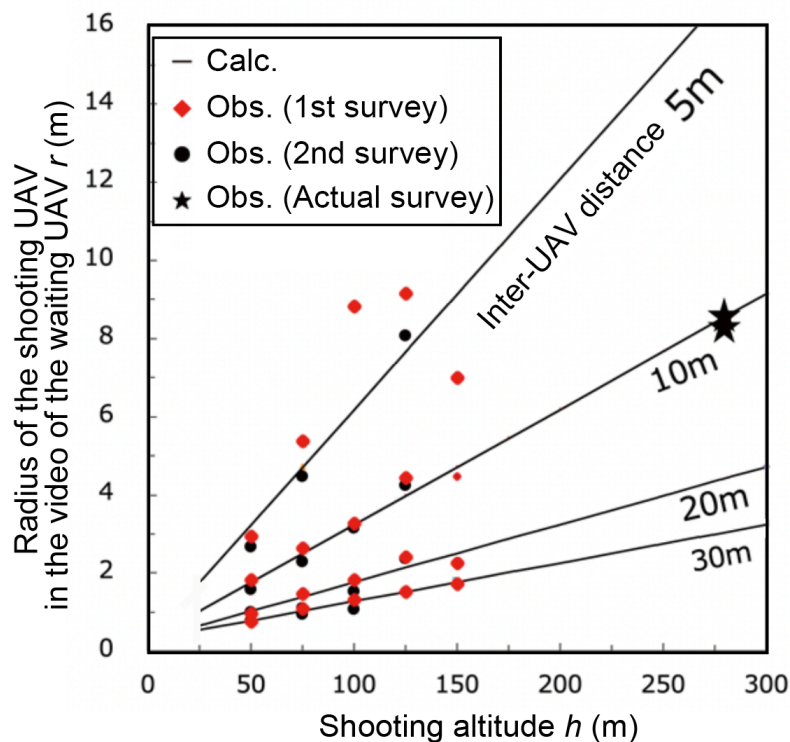 16
14
12
10
8
6
4
2
0
0
50
100
150
200
250
300
Radius of the shooting UAV
in the video of the waiting UAV r (m)
Shooting altitude h (m)
Calc.
Obs. (1st survey)
Obs. (2nd survey)
Obs. (Actual survey)
Inter-UAV distance 5m
10m
20m
30m